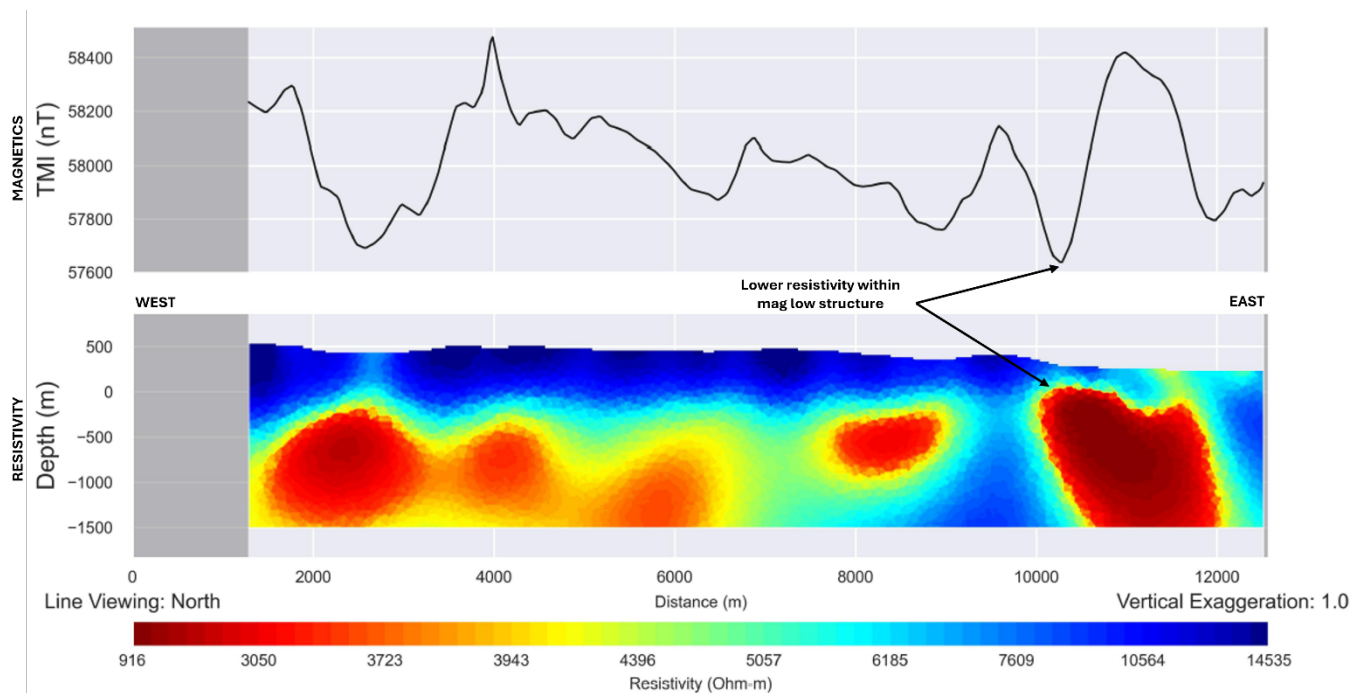 MAGNETICS
TMI (nT)
58400
58200
58000
57800
57600
Lower resistivity within
mag low structure
WEST
EAST
RESISTIVITY
Depth (m)
500
0
−500
−1000
−1500
0
2000
4000
6000
8000
10000
12000
Line Viewing: North
Distance (m)
Vertical Exaggeration: 1.0
916
3050
3723
3943
4396
5057
6185
7609
10564
14535
Resistivity (Ohm-m)